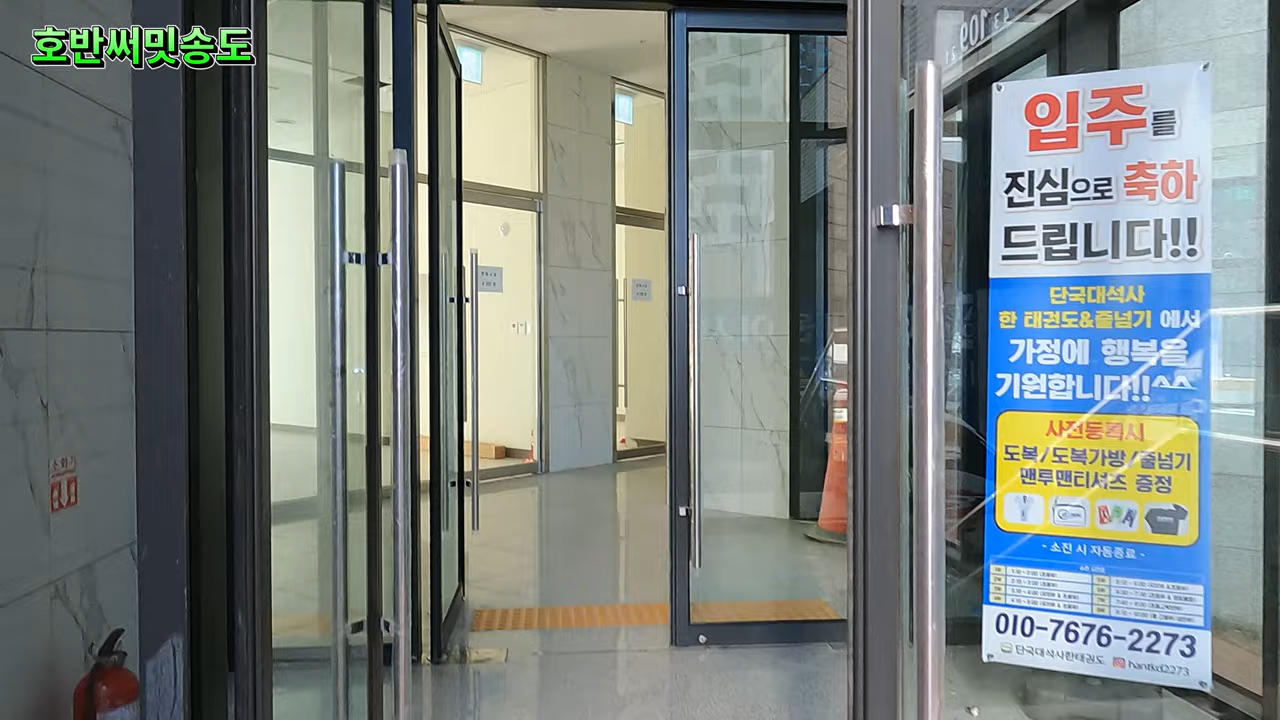 호반써밋송도
109
입주를
진심으로 축하
드립니다!!
단국대석사
한 태권도&줄넘기 에서
가정에 행복을
기원합니다!!^^
사전등록시
도복/도복가방/줄넘기
맨투맨티셔츠 증정
- 소진 시 자동종료 -
010-7676-2273
단국대석사한태권도 hantkd2273
소화기